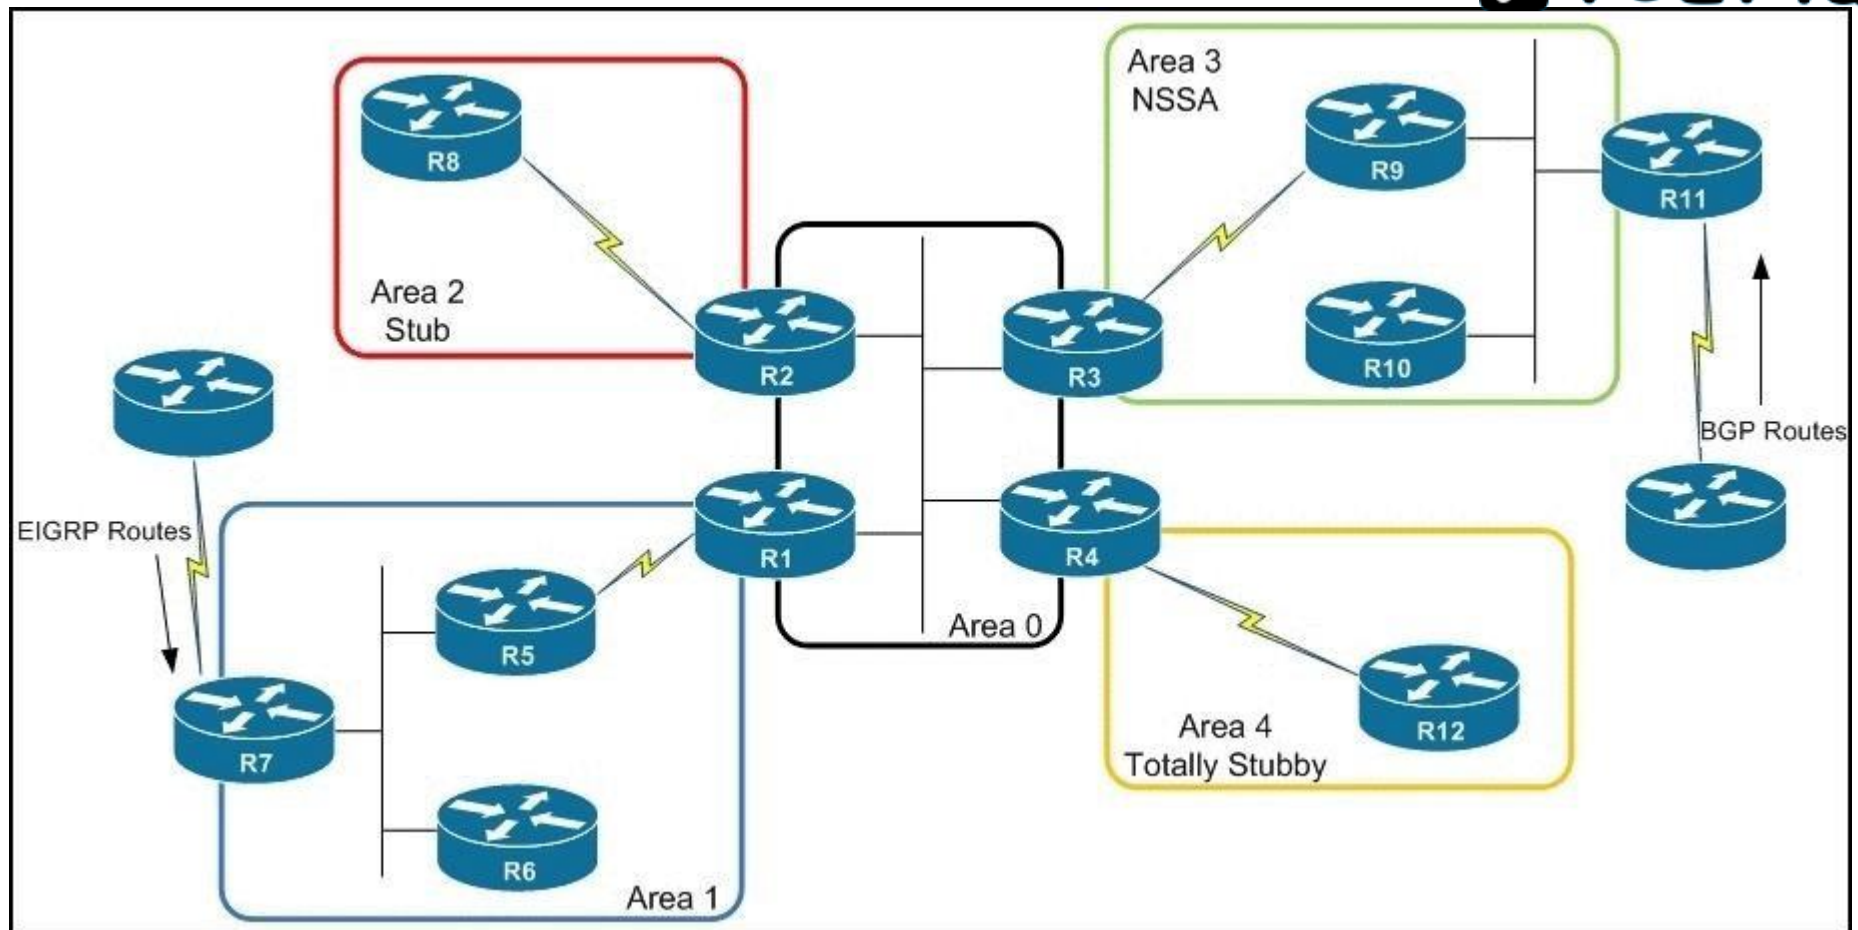 Area 3
NSSA
R8
R9
R11
Area 2
Stub
R2
R3
R10
BGP Routes
EIGRP Routes
R1
R4
Area 0
R5
R7
R6
Area 1
Area 4
Totally Stubby
R12